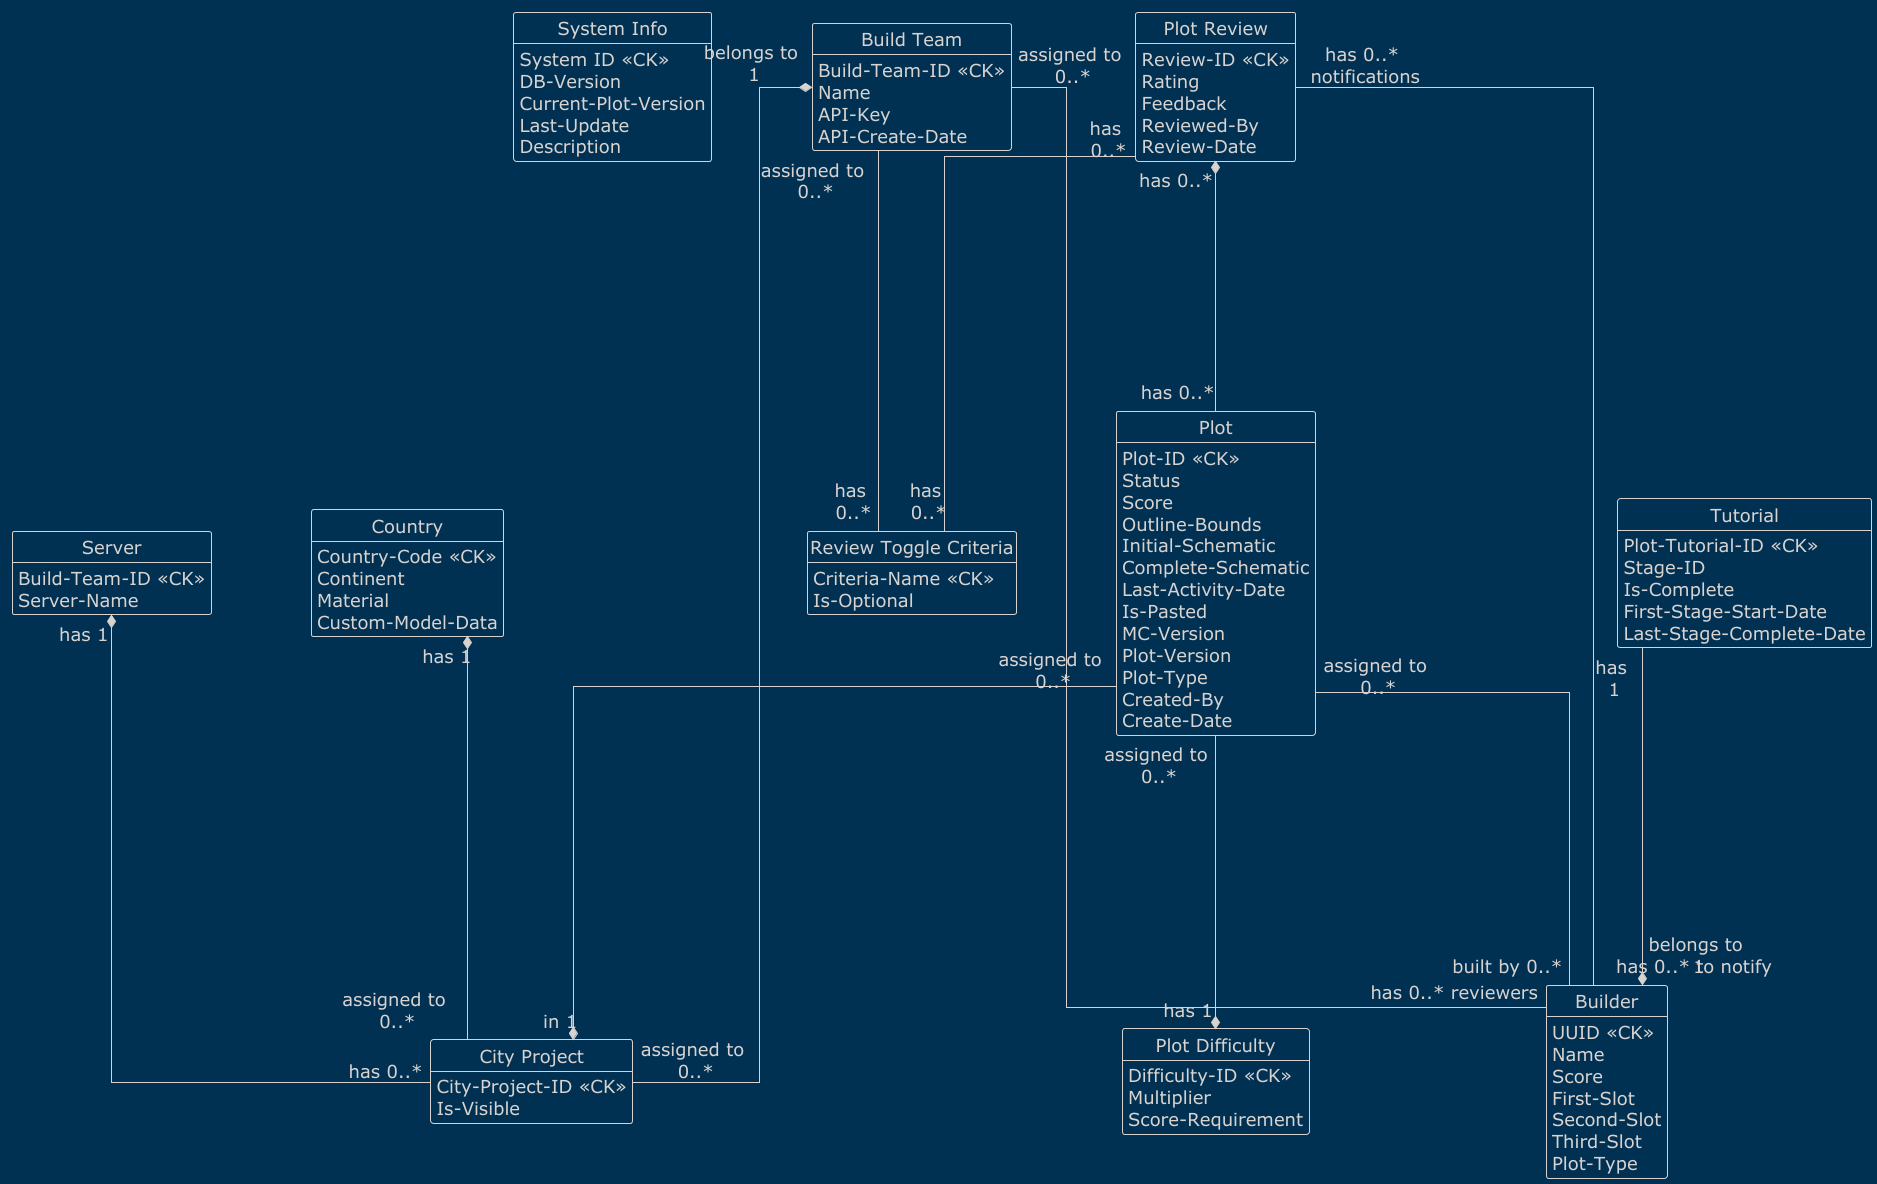 System Info
System ID «CK»
DB-Version
Current-Plot-Version
Last-Update
Description
belongs to
1
Build Team
Build-Team-ID «CK»
Name
API-Key
API-Create-Date
assigned to
0..*
Plot Review
Review-ID «CK»
Rating
Feedback
Reviewed-By
Review-Date
has 0..*
notifications
has
0..*
assigned to
0..*
has 0..*
has 0..*
Plot
Plot-ID «CK»
Status
Score
Outline-Bounds
Initial-Schematic
Complete-Schematic
Last-Activity-Date
Is-Pasted
MC-Version
Plot-Version
Plot-Type
Created-By
Create-Date
has
0..*
has
0..*
Server
Build-Team-ID «CK»
Server-Name
has 1
Country
Country-Code «CK»
Continent
Material
Custom-Model-Data
has 1
Review Toggle Criteria
Criteria-Name «CK»
Is-Optional
Tutorial
Plot-Tutorial-ID «CK»
Stage-ID
Is-Complete
First-Stage-Start-Date
Last-Stage-Complete-Date
assigned to
0..*
assigned to
0..*
has
1
assigned to
0..*
belongs to
1
built by 0..*
has 0..* to notify
has 0..* reviewers
assigned to
0..*
in 1
has 1
has 0..*
City Project
City-Project-ID «CK»
Is-Visible
assigned to
0..*
Plot Difficulty
Difficulty-ID «CK»
Multiplier
Score-Requirement
Builder
UUID «CK»
Name
Score
First-Slot
Second-Slot
Third-Slot
Plot-Type